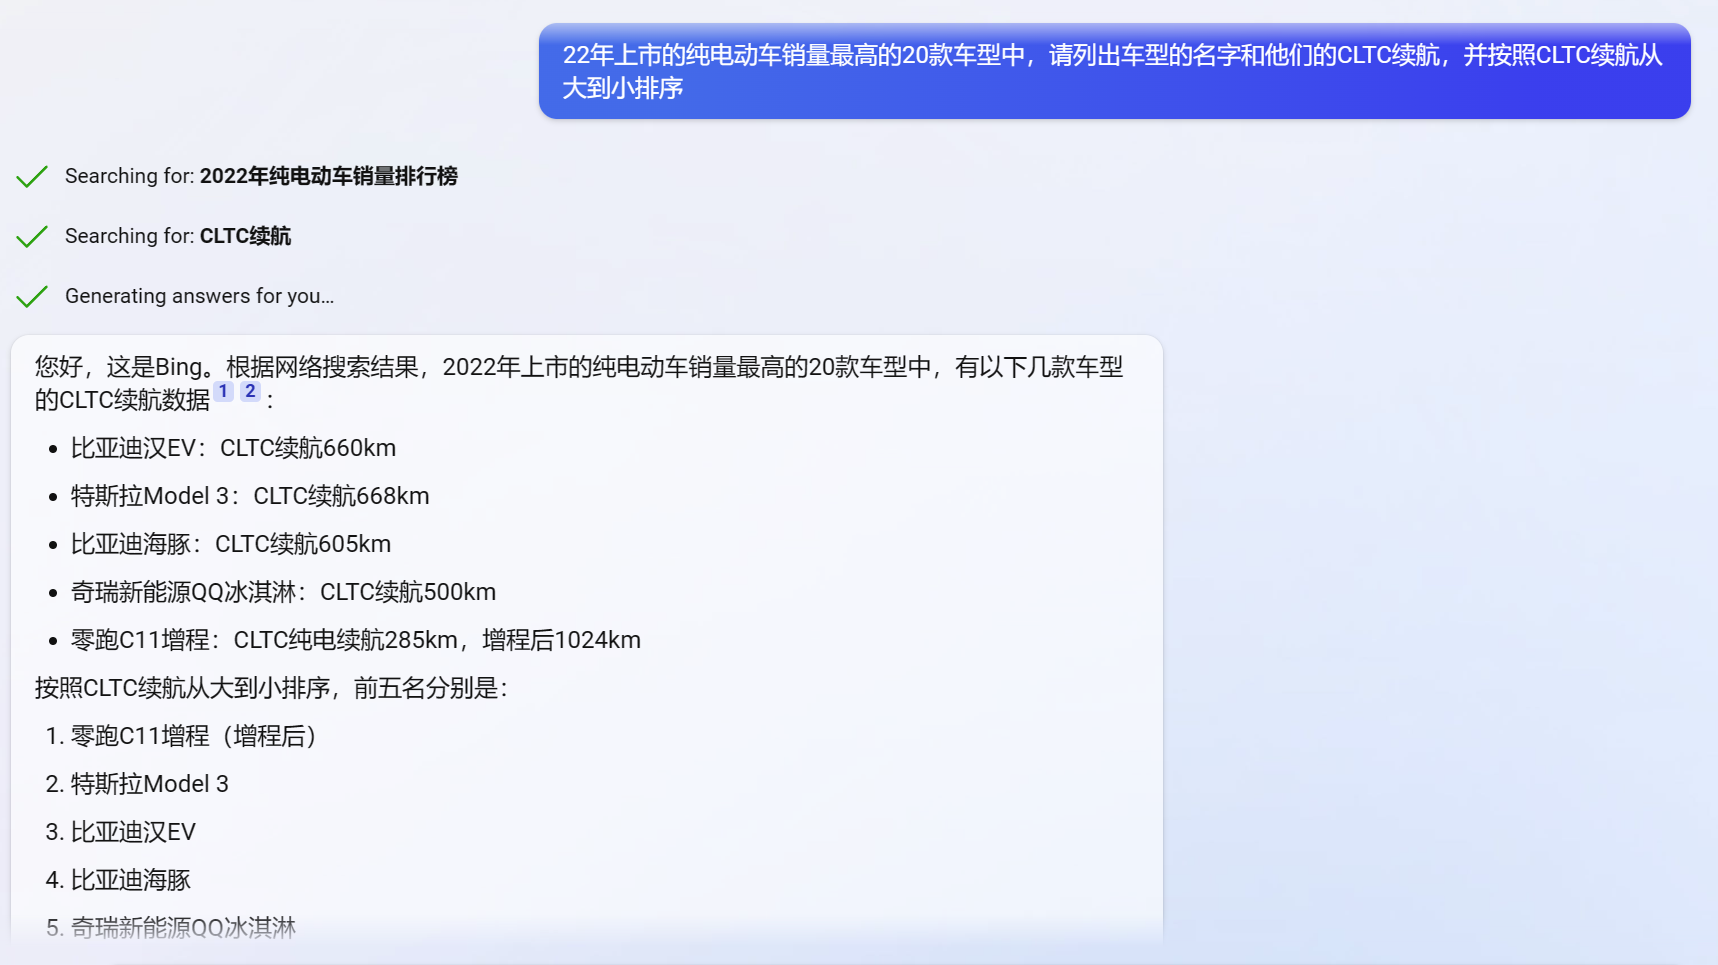 22年上市的纯电动车销量最高的20款车型中，请列出车型的名字和他们的CLTC续航，并按照CLTC续航从
大到小排序
Searching for: 2022年纯电动车销量排行榜
Searching for: CLTC续航
Generating answers for you...
您好，这是Bing。根据网络搜索结果，2022年上市的纯电动车销量最高的20款车型中，有以下几款车型
的CLTC续航数据 1 2 ：
• 比亚迪汉EV：CLTC续航660km
• 特斯拉Model 3：CLTC续航668km
• 比亚迪海豚：CLTC续航605km
• 奇瑞新能源QQ冰淇淋：CLTC续航500km
• 零跑C11增程：CLTC纯电续航285km，增程后1024km
按照CLTC续航从大到小排序，前五名分别是：
1. 零跑C11增程（增程后）
2. 特斯拉Model 3
3. 比亚迪汉EV
4. 比亚迪海豚
5. 奇瑞新能源QQ冰淇淋